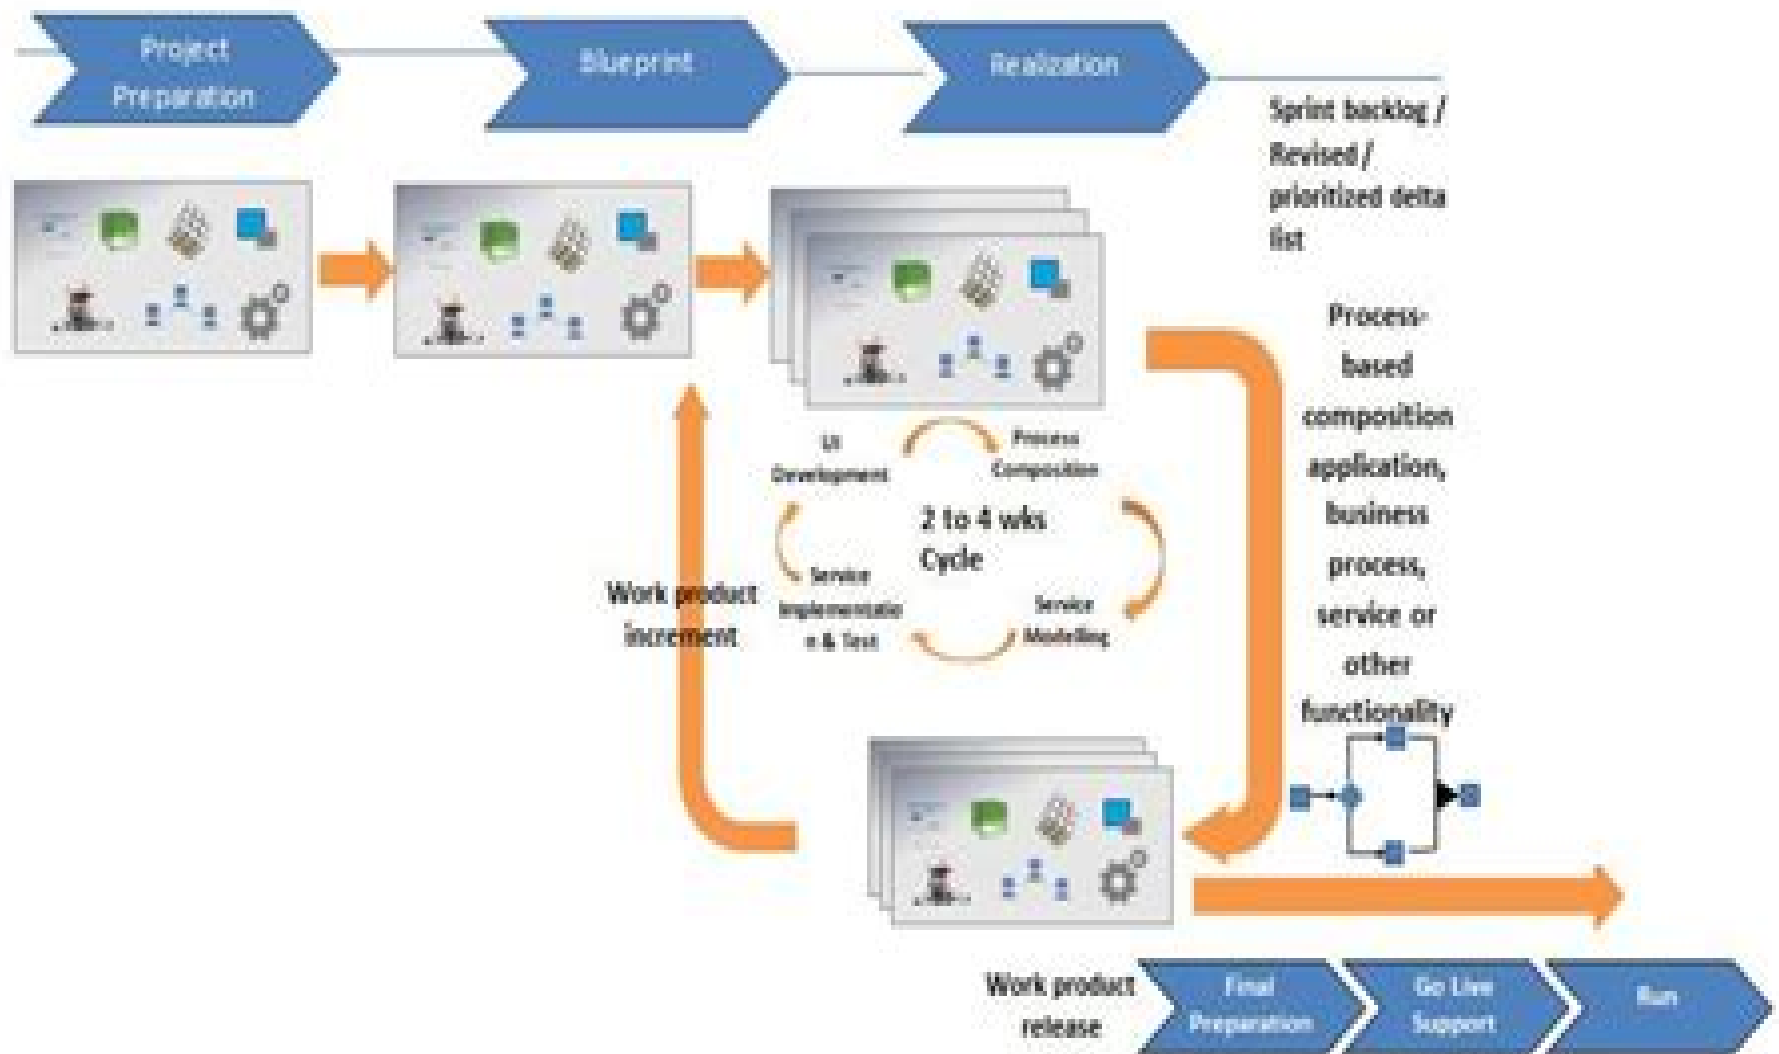 Project
Preparation
Blueprint
Realization
Sprint backlog /
Revised /
prioritized delta
list
Process-
based
composition
application,
business
process,
service or
other
functionality
UI
Development
Process
Composition
2 to 4 wks
Cycle
Service
Implementatio
n & Test
Service
Modelling
Work product
increment
Work product
release
Final
Preparation
Go Live
Support
Run